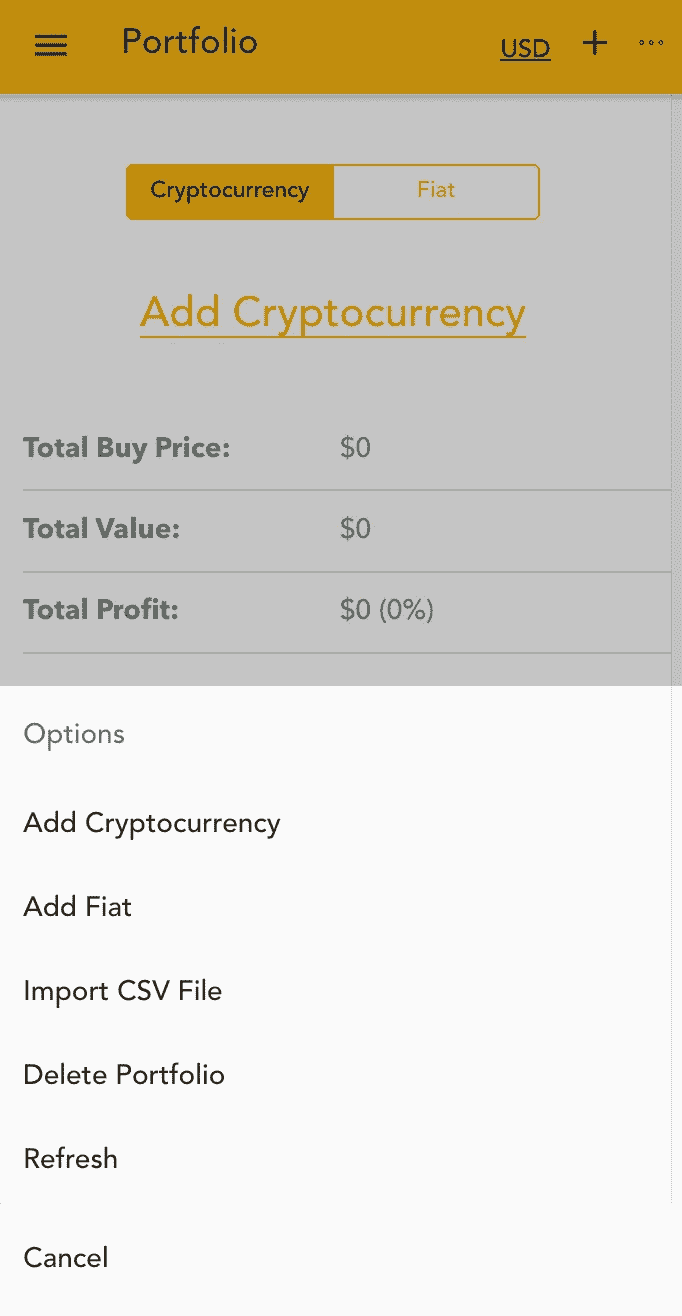 Portfolio USD + ...
Cryptocurrency Fiat
Add Cryptocurrency
Total Buy Price: $0
Total Value: $0
Total Profit: $0 (0%)
Options
Add Cryptocurrency
Add Fiat
Import CSV File
Delete Portfolio
Refresh
Cancel